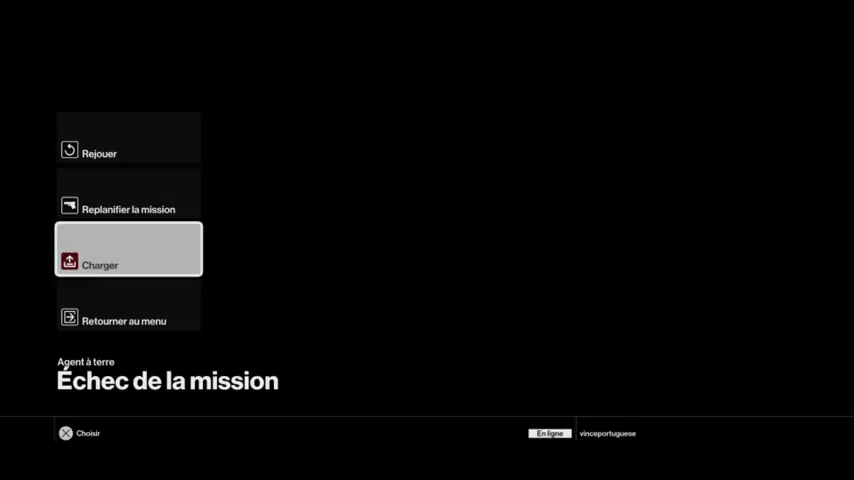 Rejouer
Replanifier la mission
Charger
Retourner au menu
Agent à terre
Échec de la mission
Choisir
En ligne
vinceportuguese